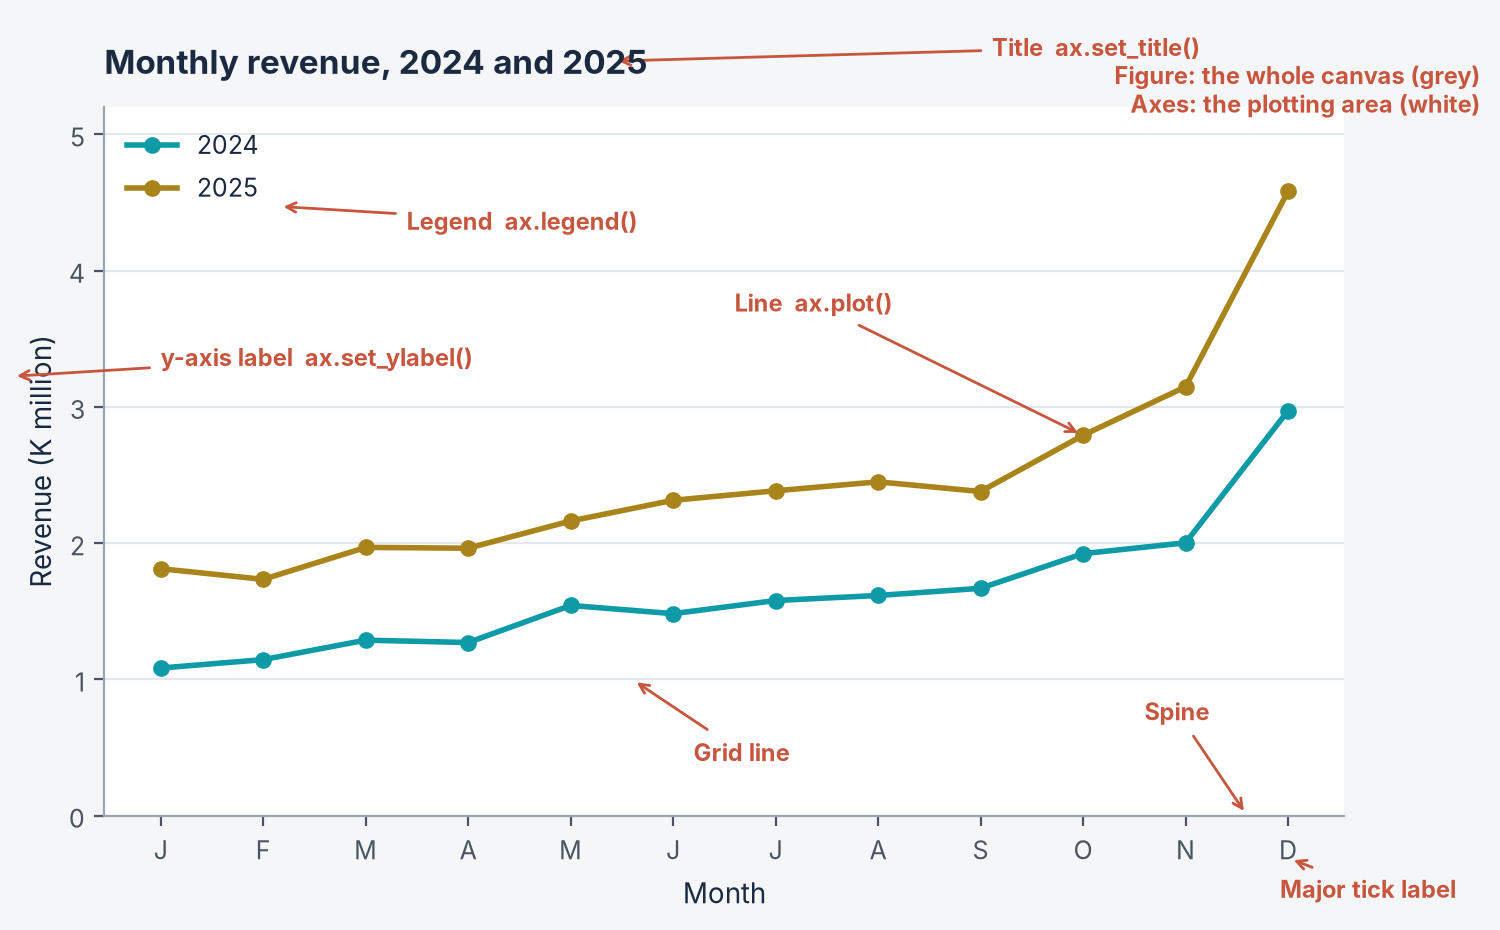 Monthly revenue, 2024 and 2025
Title ax.set_title()
Figure: the whole canvas (grey)
Axes: the plotting area (white)
2024
2025
Legend ax.legend()
Line ax.plot()
y-axis label ax.set_ylabel()
Revenue (K million)
5
4
3
2
1
0
Grid line
Spine
J F M A M J J A S O N D
Major tick label
Month